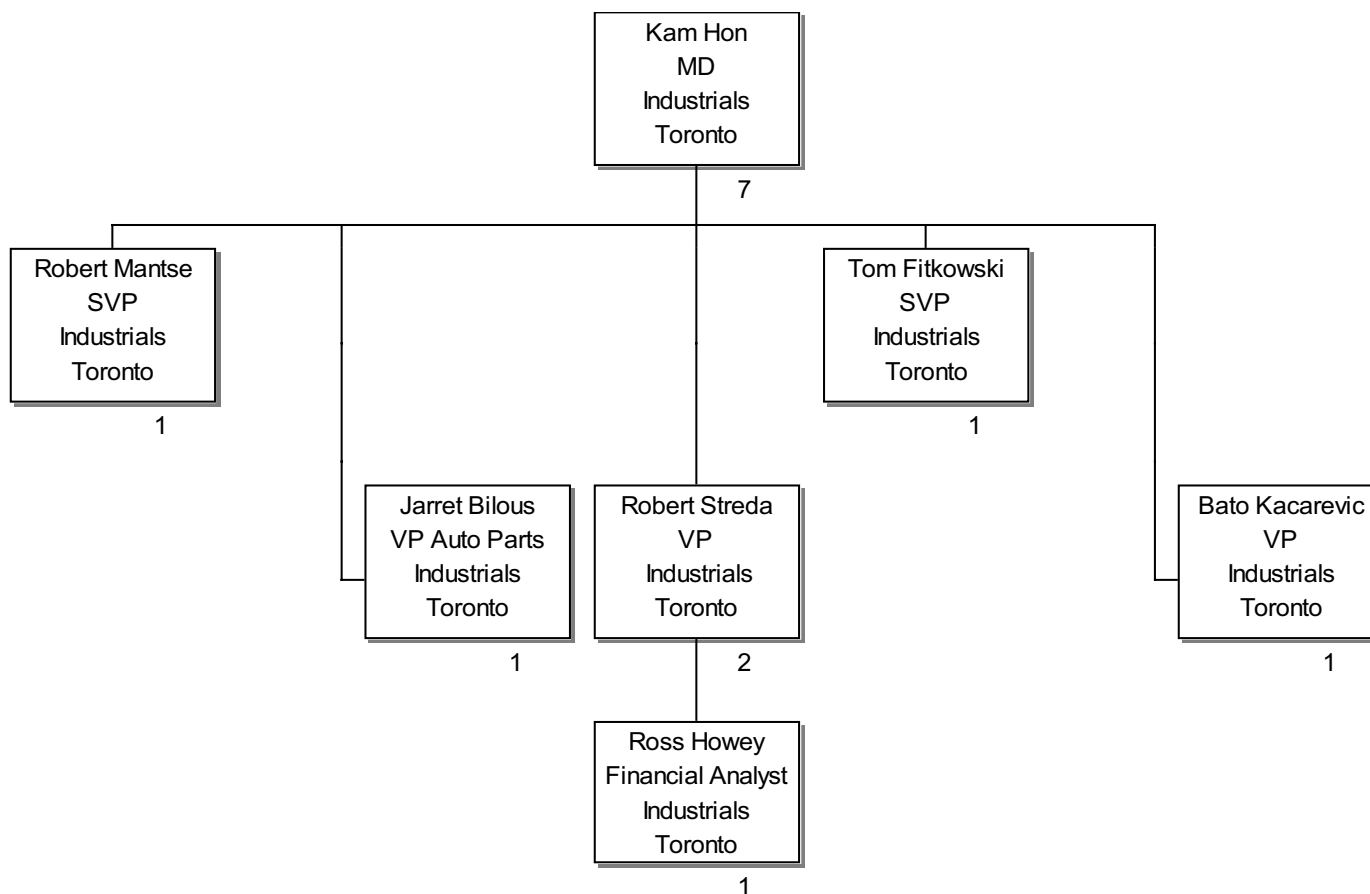 Kam Hon
MD
Industrials
Toronto
7
Robert Mantse
SVP
Industrials
Toronto
1
Tom Fitkowski
SVP
Industrials
Toronto
1
Jarret Bilous
VP Auto Parts
Industrials
Toronto
1
Robert Streda
VP
Industrials
Toronto
2
Bato Kacarevic
VP
Industrials
Toronto
1
Ross Howey
Financial Analyst
Industrials
Toronto
1